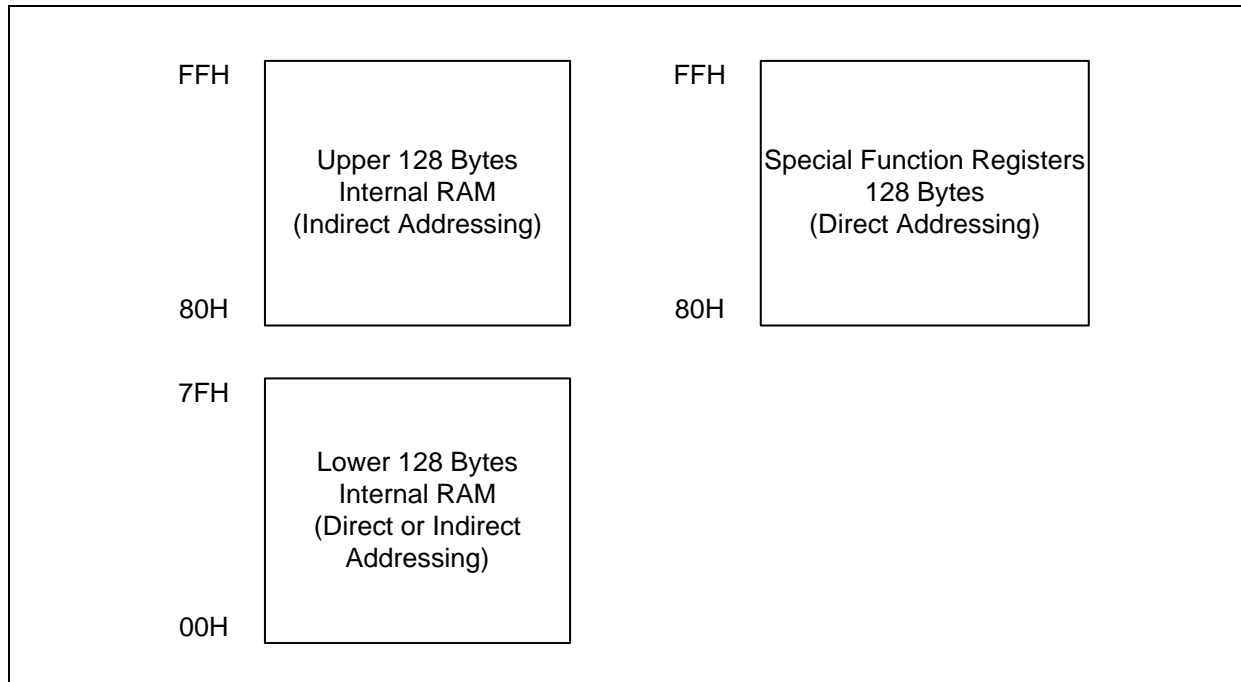 FFH
Upper 128 Bytes
Internal RAM
(Indirect Addressing)
80H
FFH
Special Function Registers
128 Bytes
(Direct Addressing)
80H
7FH
Lower 128 Bytes
Internal RAM
(Direct or Indirect
Addressing)
00H